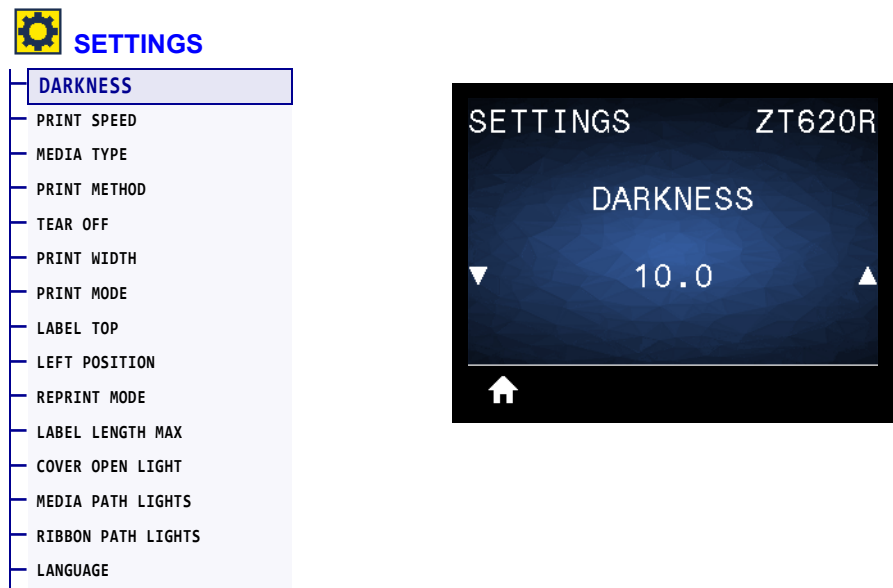 SETTINGS
DARKNESS
PRINT SPEED
MEDIA TYPE
PRINT METHOD
TEAR OFF
PRINT WIDTH
PRINT MODE
LABEL TOP
LEFT POSITION
REPRINT MODE
LABEL LENGTH MAX
COVER OPEN LIGHT
MEDIA PATH LIGHTS
RIBBON PATH LIGHTS
LANGUAGE
SETTINGS ZT620R
DARKNESS
10.0